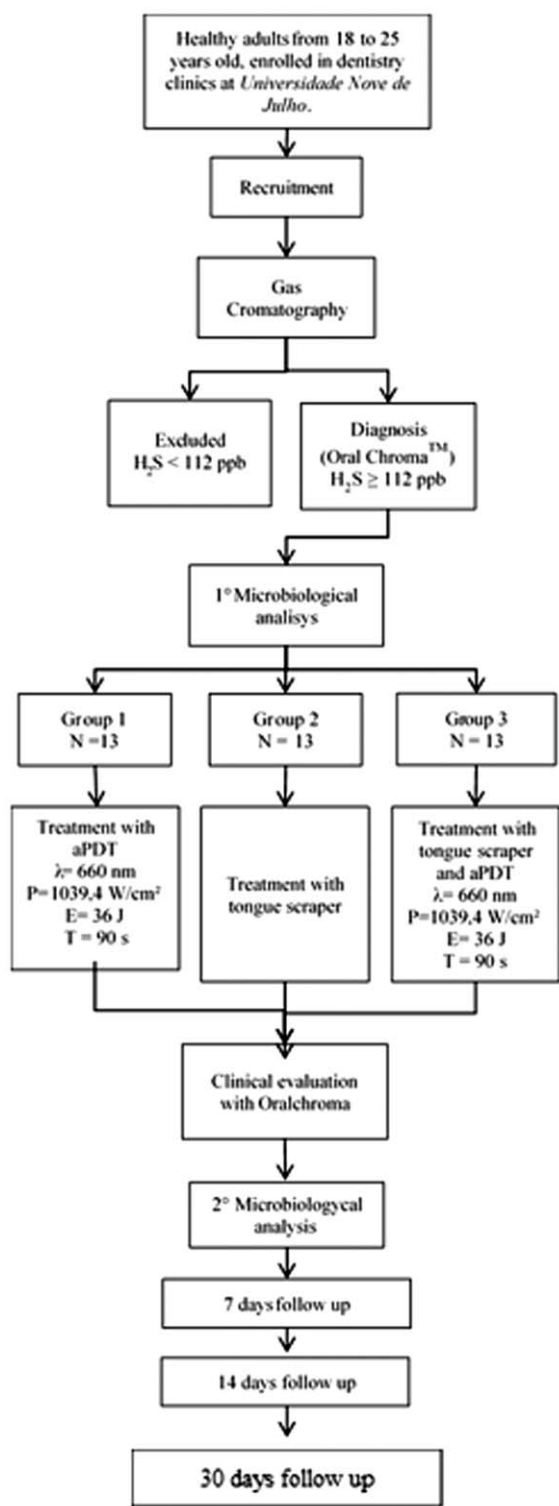 Healthy adults from 18 to 25
years old, enrolled in dentistry
clinics at Universidade Nove de
Julho.
Recruitment
Gas
Cromatography
Excluded
H₂S < 112 ppb
Diagnosis
(Oral Chroma™)
H₂S ≥ 112 ppb
1° Microbiological
analisys
Group 1
N =13
Group 2
N = 13
Group 3
N = 13
Treatment with
aPDT
λ= 660 nm
P=1039,4 W/cm²
E= 36 J
T = 90 s
Treatment with
tongue scraper
Treatment with
tongue scraper
and aPDT
λ= 660 nm
P=1039,4 W/cm²
E= 36 J
T = 90 s
Clinical evaluation
with Oralchroma
2° Microbiologycal
analysis
7 days follow up
14 days follow up
30 days follow up